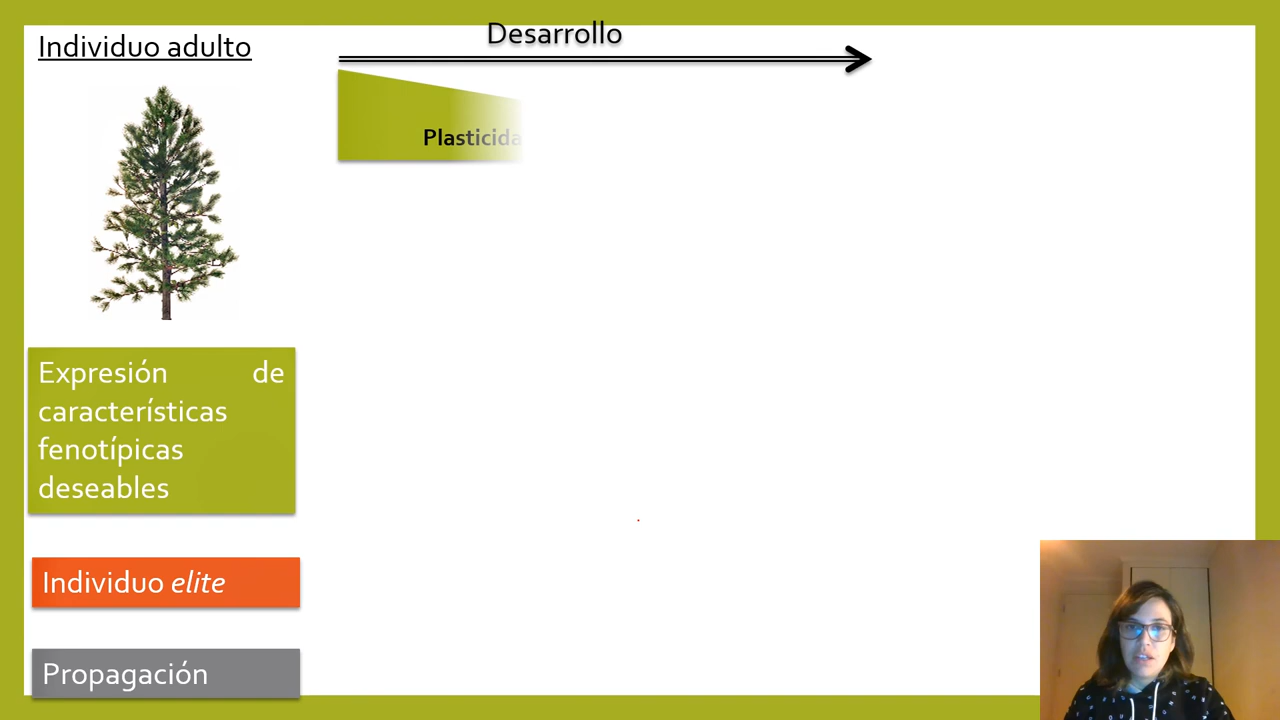 Individuo adulto
Desarrollo
Plasticida
Expresión de
características
fenotípicas
deseables
Individuo elite
Propagación